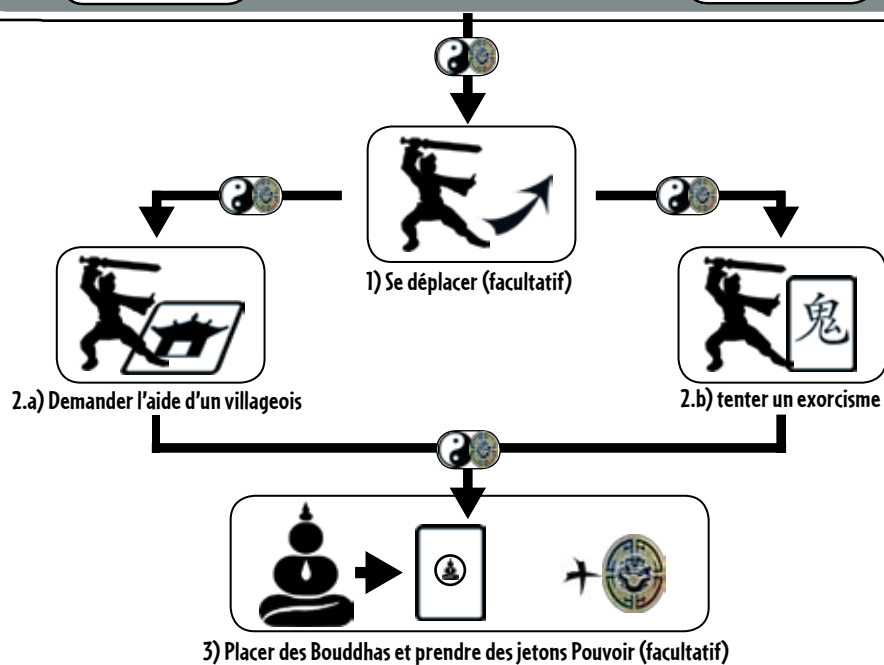 1) Se déplacer (facultatif)
鬼
2.a) Demander l'aide d'un villageois
2.b) tenter un exorcisme
3) Placer des Bouddhas et prendre des jetons Pouvoir (facultatif)